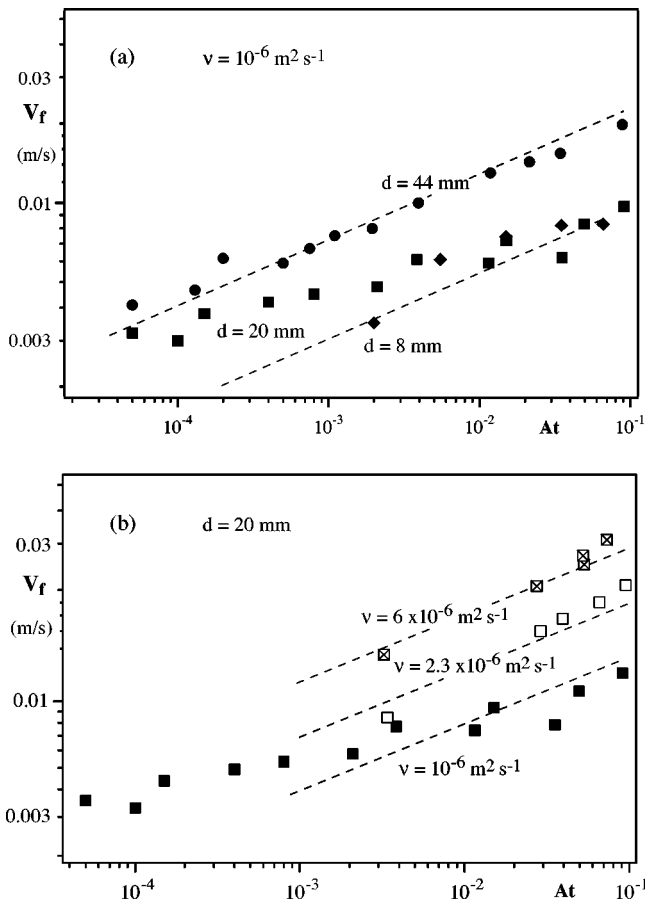 (a)
ν = 10⁻⁶ m² s⁻¹
0.03
V_f
(m/s)
d = 44 mm
0.01
0.003
d = 20 mm
d = 8 mm
10⁻⁴
10⁻³
10⁻²
At
10⁻¹
(b)
d = 20 mm
0.03
V_f
(m/s)
ν = 6 x10⁻⁶ m² s⁻¹
ν = 2.3 x10⁻⁶ m² s⁻¹
0.01
ν = 10⁻⁶ m² s⁻¹
0.003
10⁻⁴
10⁻³
10⁻²
At
10⁻¹